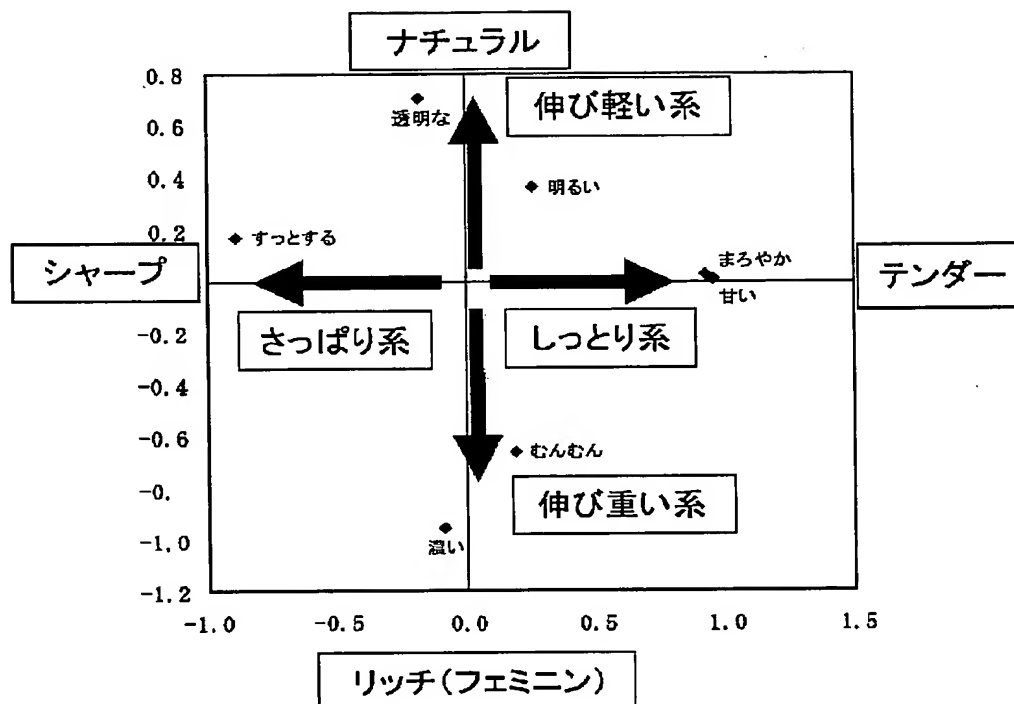 ナチュラル
0.8
0.6
0.4
0.2
-0.2
-0.4
-0.6
-0.
-1.0
-1.2
透明な
伸び軽い系
明るい
すっとする
シャープ
まろやか
甘い
テンダー
さっぱり系
しっとり系
むんむん
伸び重い系
濃い
-1.0 -0.5 0.0 0.5 1.0 1.5
リッチ(フェミニン)